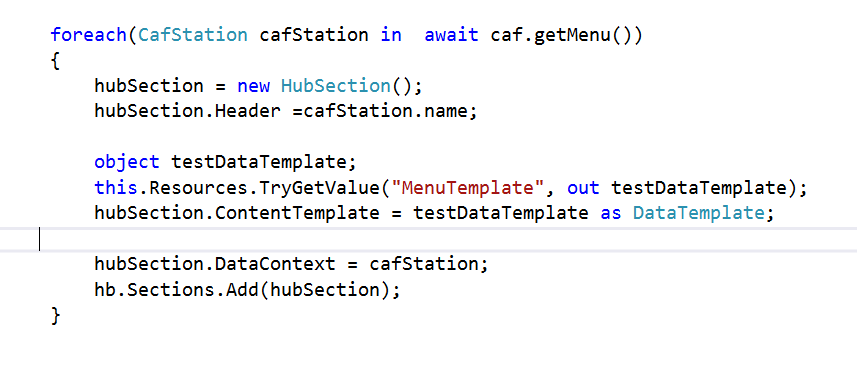 foreach(CafStation cafStation in  await caf.getMenu())
{
    hubSection = new HubSection();
    hubSection.Header =cafStation.name;
    object testDataTemplate;
    this.Resources.TryGetValue("MenuTemplate", out testDataTemplate);
    hubSection.ContentTemplate = testDataTemplate as DataTemplate;
    hubSection.DataContext = cafStation;
    hb.Sections.Add(hubSection);
}